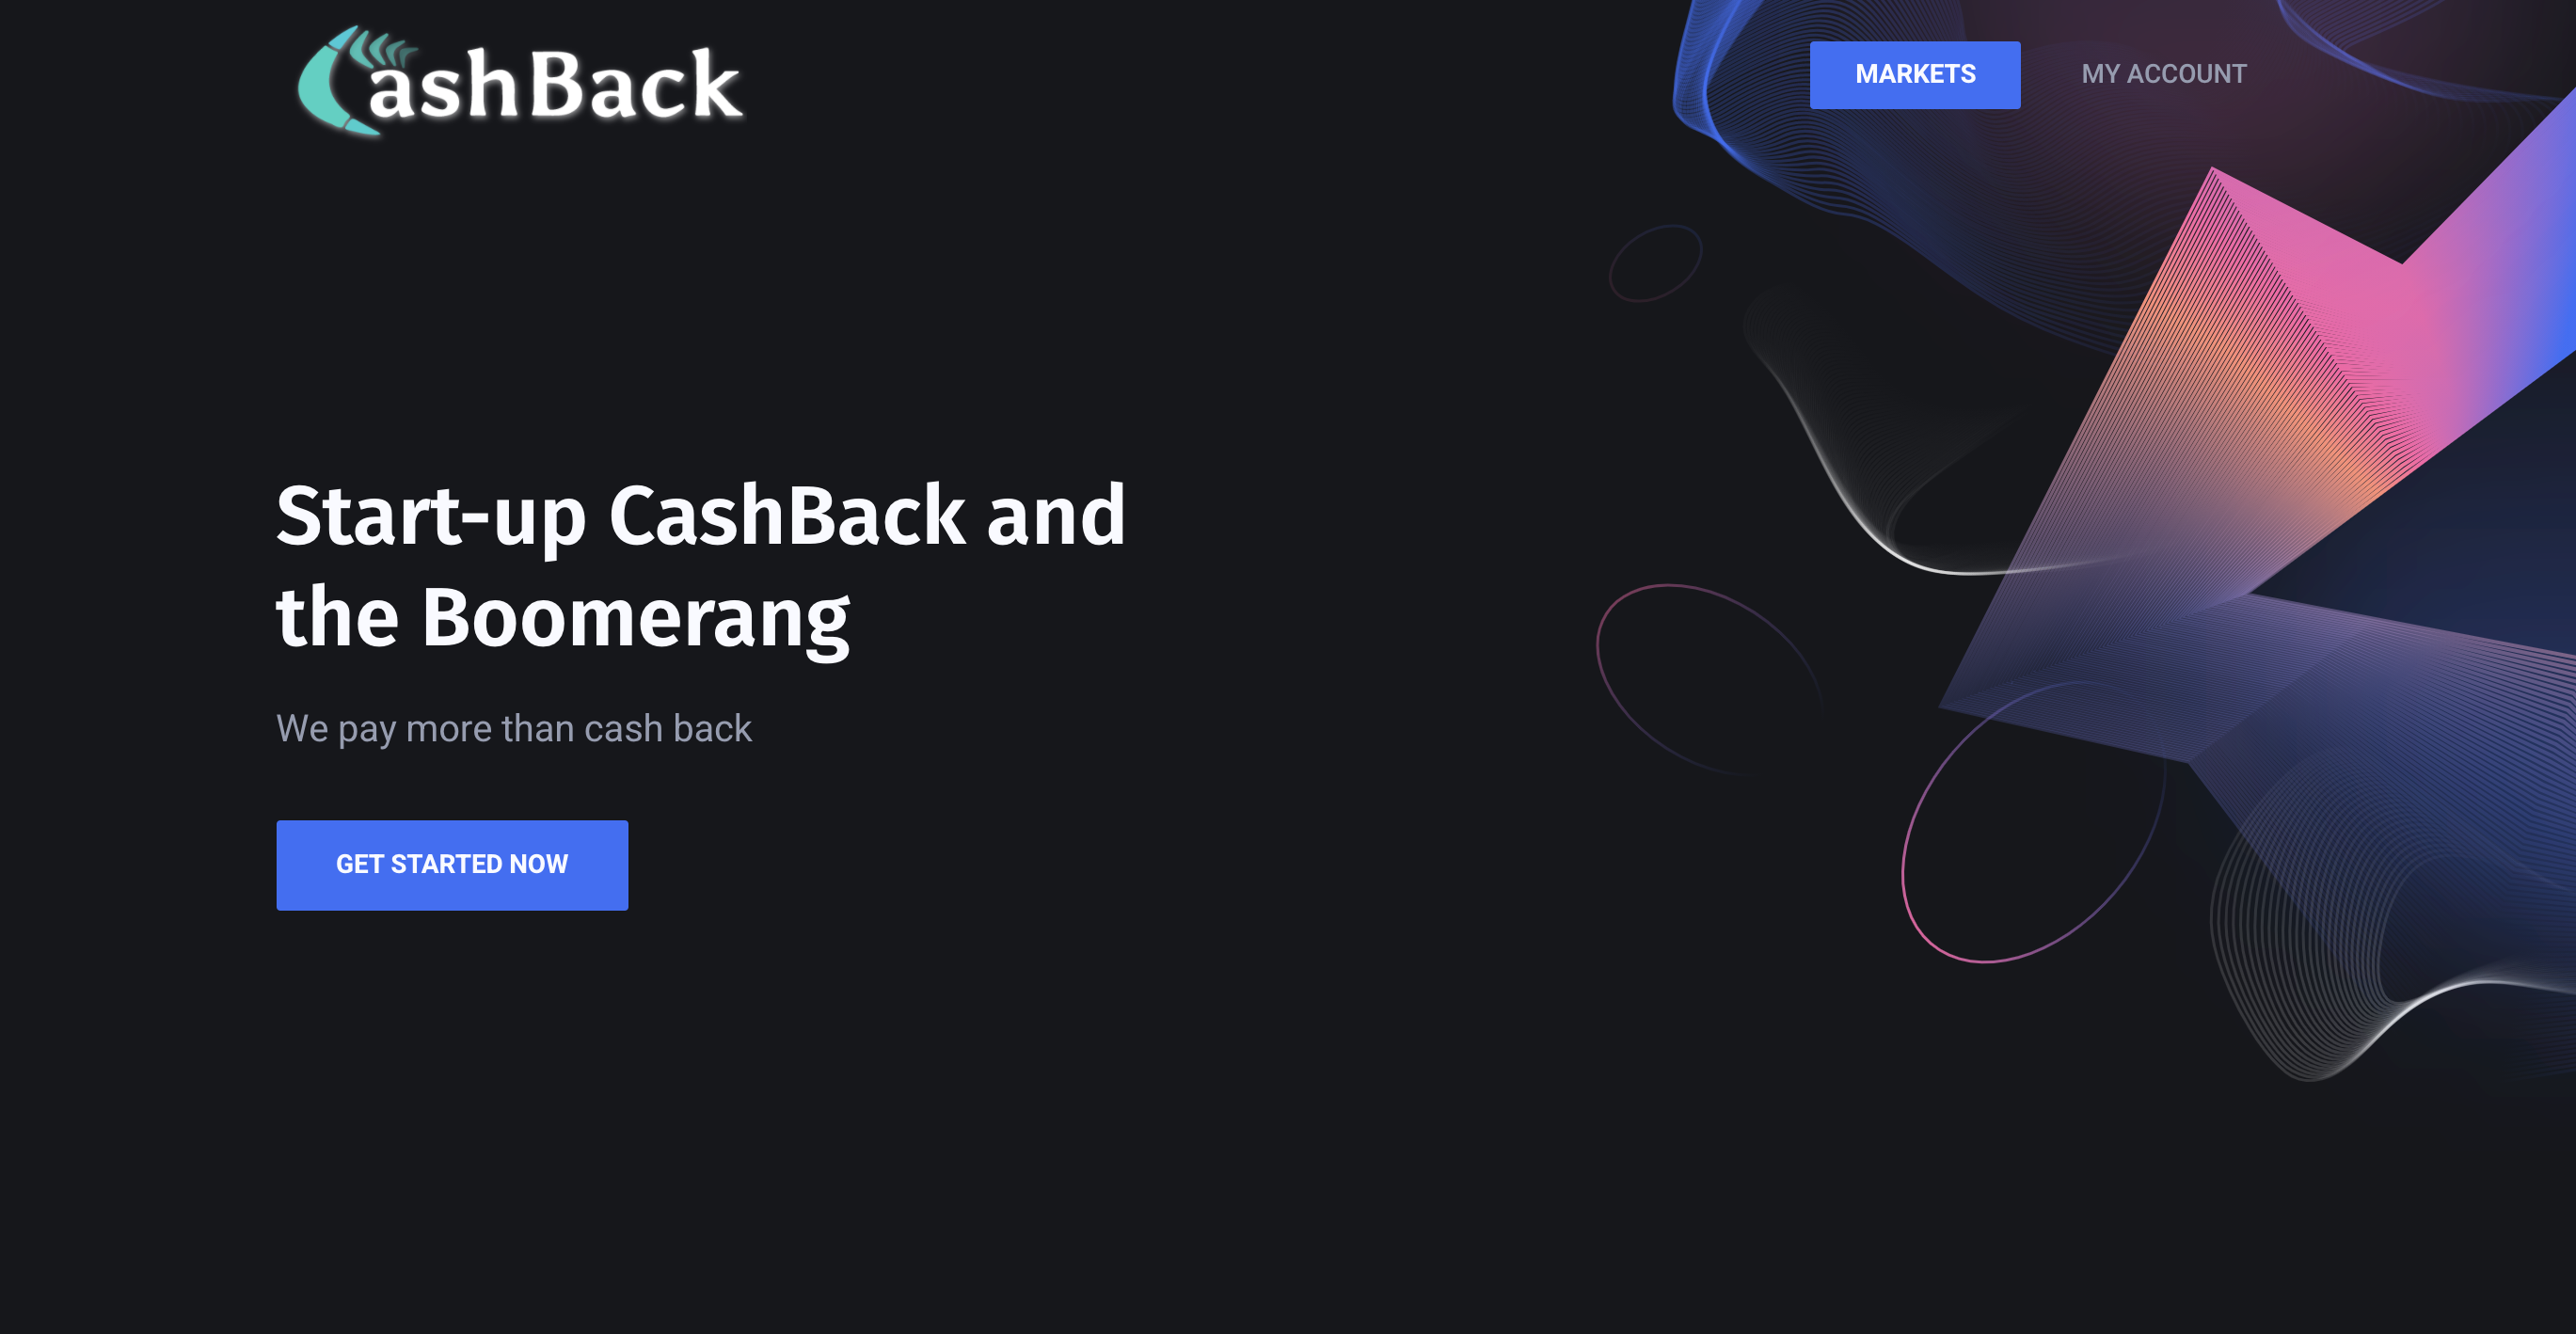 CashBack
MARKETS
MY ACCOUNT
Start-up CashBack and
the Boomerang
We pay more than cash back
GET STARTED NOW